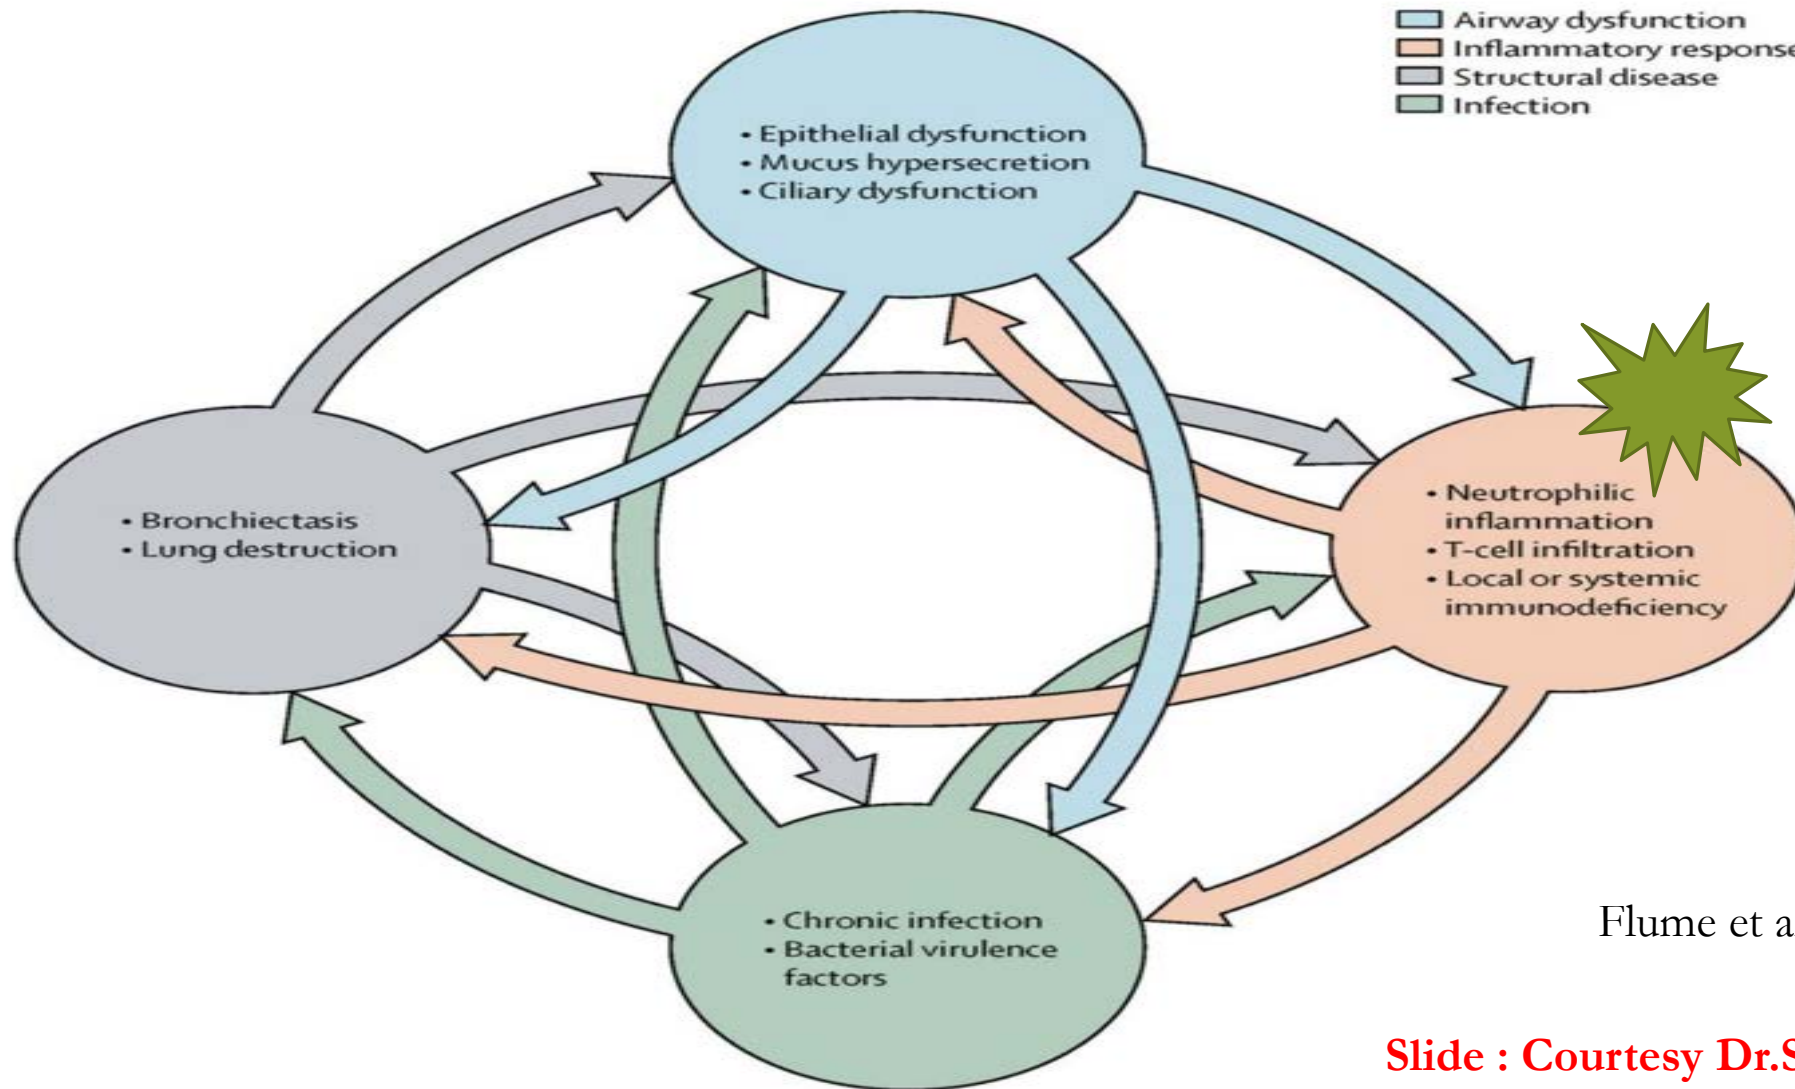 Airway dysfunction
Inflammatory response
Structural disease
Infection
• Epithelial dysfunction
• Mucus hypersecretion
• Ciliary dysfunction
• Bronchiectasis
• Lung destruction
• Neutrophilic
inflammation
• T-cell infiltration
• Local or systemic
immunodeficiency
• Chronic infection
• Bacterial virulence
factors
Flume et a
Slide : Courtesy Dr.S